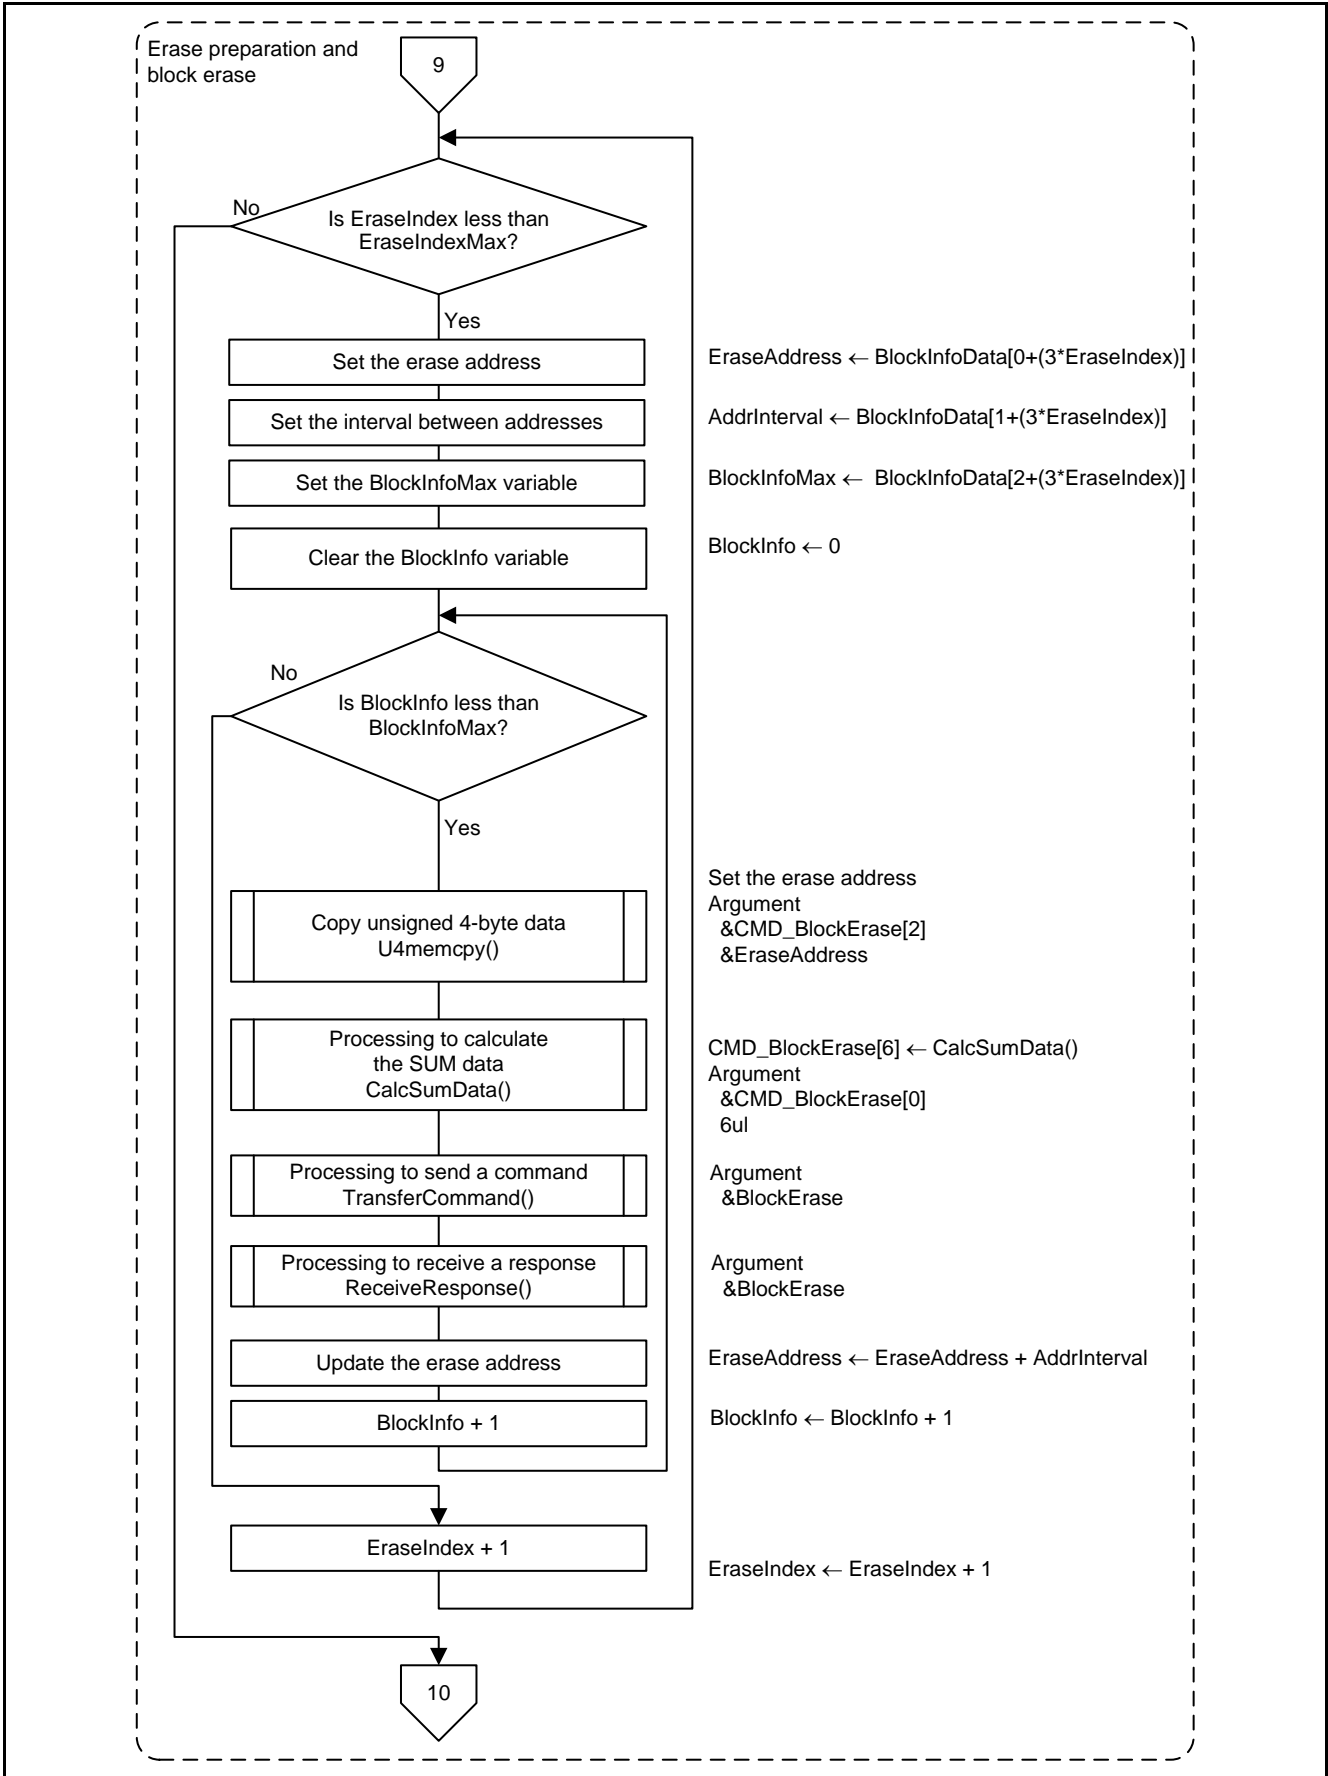 Erase preparation and
block erase
9
No
Is EraseIndex less than
EraseIndexMax?
Yes
Set the erase address
EraseAddress ← BlockInfoData[0+(3*EraseIndex)]
Set the interval between addresses
AddrInterval ← BlockInfoData[1+(3*EraseIndex)]
Set the BlockInfoMax variable
BlockInfoMax ← BlockInfoData[2+(3*EraseIndex)]
Clear the BlockInfo variable
BlockInfo ← 0
No
Is BlockInfo less than
BlockInfoMax?
Yes
Copy unsigned 4-byte data
U4memcpy()
Set the erase address
Argument
&CMD_BlockErase[2]
&EraseAddress
Processing to calculate
the SUM data
CalcSumData()
CMD_BlockErase[6] ← CalcSumData()
Argument
&CMD_BlockErase[0]
6ul
Processing to send a command
TransferCommand()
Argument
&BlockErase
Processing to receive a response
ReceiveResponse()
Argument
&BlockErase
Update the erase address
EraseAddress ← EraseAddress + AddrInterval
BlockInfo + 1
BlockInfo ← BlockInfo + 1
EraseIndex + 1
EraseIndex ← EraseIndex + 1
10